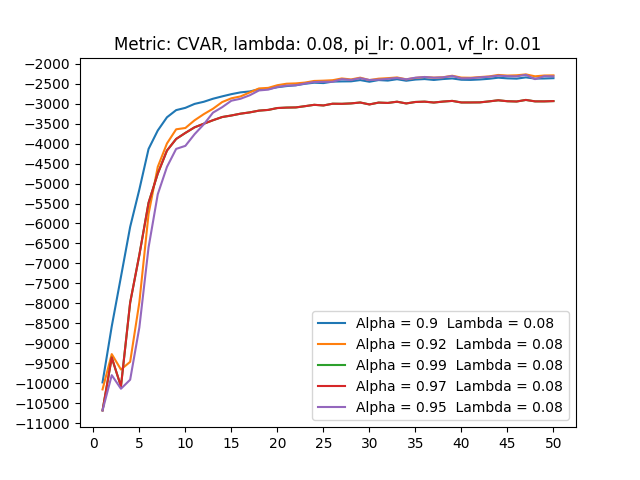 Metric: CVAR, lambda: 0.08, pi_lr: 0.001, vf_lr: 0.01
−2000
−2500
−3000
−3500
−4000
−4500
−5000
−5500
−6000
−6500
−7000
−7500
−8000
−8500
−9000
−9500
−10000
−10500
−11000
Alpha = 0.9 Lambda = 0.08
Alpha = 0.92 Lambda = 0.08
Alpha = 0.99 Lambda = 0.08
Alpha = 0.97 Lambda = 0.08
Alpha = 0.95 Lambda = 0.08
0 5 10 15 20 25 30 35 40 45 50